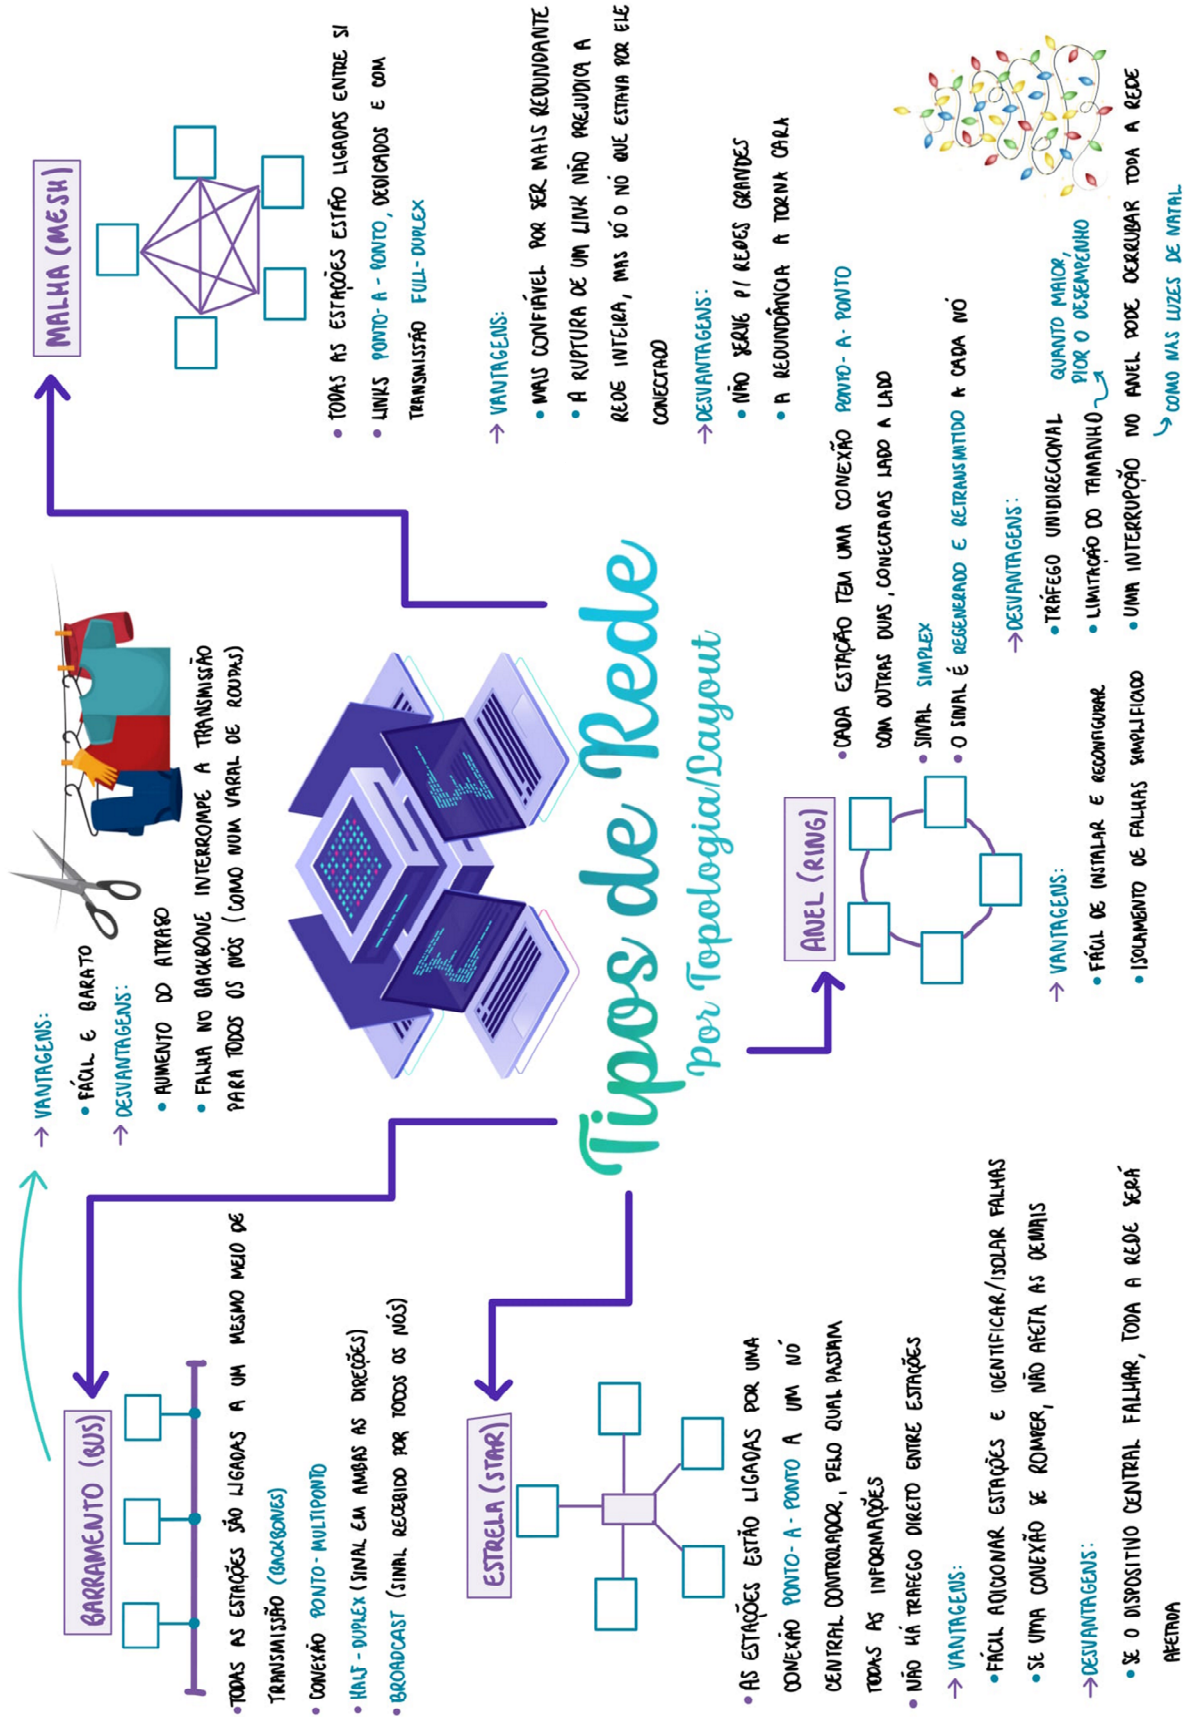 Tipos de Rede
Por Topologia/Layout
BARRAMENTO (BUS)
• TODAS AS ESTAÇÕES SÃO LIGADAS A UM MESMO MEIO DE
TRANSMISSÃO (BACKBONES)
• CONEXÃO PONTO-MULTIPONTO
• HALF-DUPLEX (SINAL EM AMBAS AS DIREÇÕES)
• BROADCAST (SINAL RECEBIDO POR TODOS OS NÓS)
→ VANTAGENS:
• FÁCIL E BARATO
→ DESVANTAGENS:
• AUMENTO DO ATRASO
• FALHA NO BACKBONE INTERROMPE A TRANSMISSÃO
PARA TODOS OS NÓS (COMO NUM VARAL DE ROUPAS)
MALHA (MESH)
• TODAS AS ESTAÇÕES ESTÃO LIGADAS ENTRE SI
• LINKS PONTO-A-PONTO, DEDICADOS E COM
TRANSMISSÃO FULL-DUPLEX
→ VANTAGENS:
• MAIS CONFIÁVEL POR SER MAIS REDUNDANTE
• A RUPTURA DE UM LINK NÃO PREJUDICA A
REDE INTEIRA, MAS SÓ O NÓ QUE ESTAVA POR ELE
CONECTADO
→ DESVANTAGENS:
• NÃO SERVE P/ REDES GRANDES
• A REDUNDÂNCIA A TORNA CARA
ESTRELA (STAR)
• AS ESTAÇÕES ESTÃO LIGADAS POR UMA
CONEXÃO PONTO-A-PONTO A UM NÓ
CENTRAL CONTROLADOR, PELO QUAL PASSAM
TODAS AS INFORMAÇÕES
• NÃO HÁ TRAFEGO DIRETO ENTRE ESTAÇÕES
→ VANTAGENS:
• FÁCIL ADICIONAR ESTAÇÕES E IDENTIFICAR/ISOLAR FALHAS
• SE UMA CONEXÃO SE ROMPER, NÃO AFETA AS DEMAIS
→ DESVANTAGENS:
• SE O DISPOSITIVO CENTRAL FALHAR, TODA A REDE SERÁ
AFETADA
ANEL (RING)
• CADA ESTAÇÃO TEM UMA CONEXÃO PONTO-A-PONTO
COM OUTRAS DUAS, CONECTADAS LADO A LADO
• SINAL SIMPLEX
• O SINAL É REGENERADO E RETRANSMITIDO A CADA NÓ
→ VANTAGENS:
• FÁCIL DE INSTALAR E RECONFIGURAR
• ISOLAMENTO DE FALHAS SIMPLIFICADO
→ DESVANTAGENS:
• TRÁFEGO UNIDIRECIONAL
• LIMITAÇÃO DO TAMANHO
QUANTO MAIOR,
PIOR O DESEMPENHO
• UMA INTERRUPÇÃO NO ANEL PODE DERRUBAR TODA A REDE
COMO NAS LUZES DE NATAL